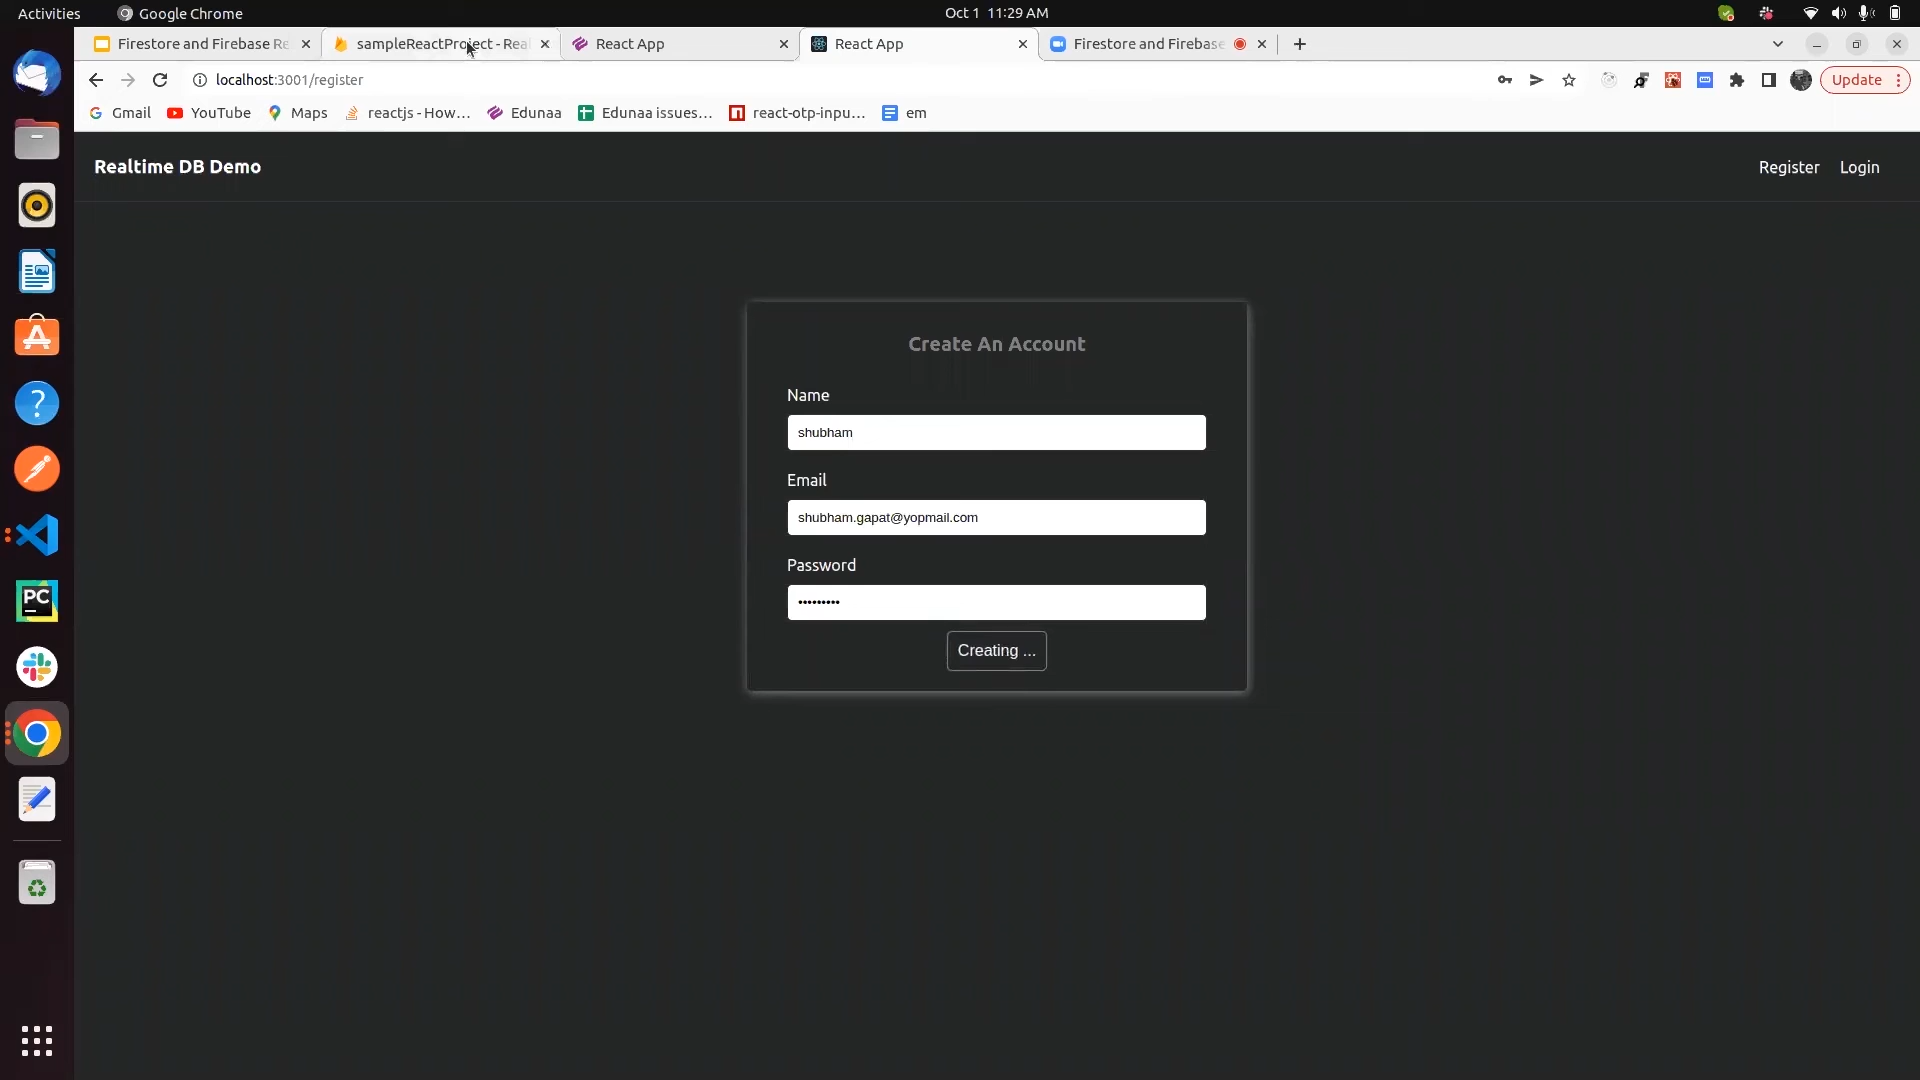 Activities
Google Chrome
Oct 1 11:29 AM
Firestore and Firebase Re
sampleReactProject - Real
React App
React App
Firestore and Firebase
localhost:3001/register
Update
Gmail
YouTube
Maps
reactjs - How...
Edunaa
Edunaa issues...
react-otp-inpu...
em
Realtime DB Demo
Register
Login
Create An Account
Name
shubham
Email
shubham.gapat@yopmail.com
Password
Creating ...
PC